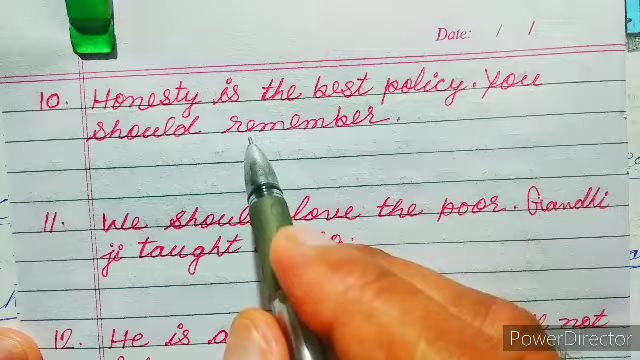 Date: / /
10. Honesty is the best policy. You
should remember.
11. We should love the poor. Gandhi
ji taught
12. He is a not
PowerDirector